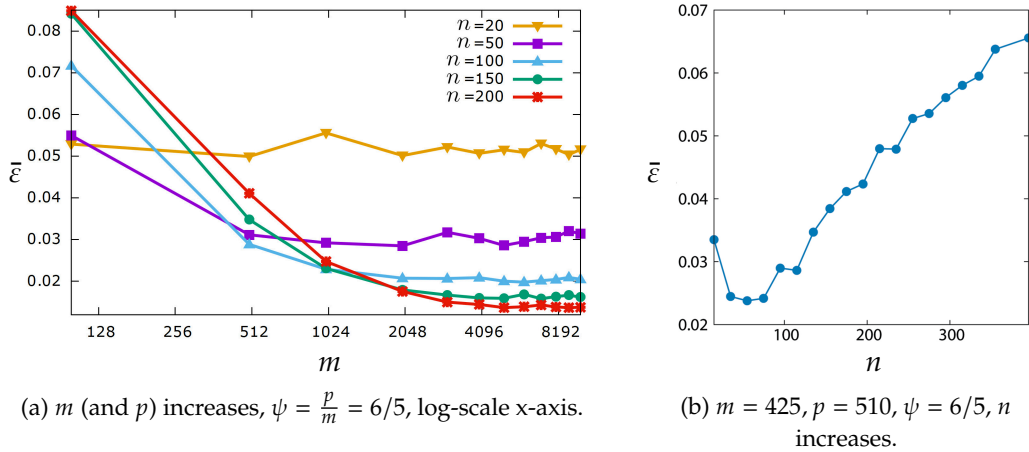 0.08
0.07
0.06
0.05
0.04
0.03
0.02
ε̄
128 256 512 1024 2048 4096 8192
m
n=20
n=50
n=100
n=150
n=200
(a) m (and p) increases, ψ = p/m = 6/5, log-scale x-axis.
0.07
0.06
0.05
0.04
0.03
0.02
ε̄
100 200 300
n
(b) m = 425, p = 510, ψ = 6/5, n
increases.